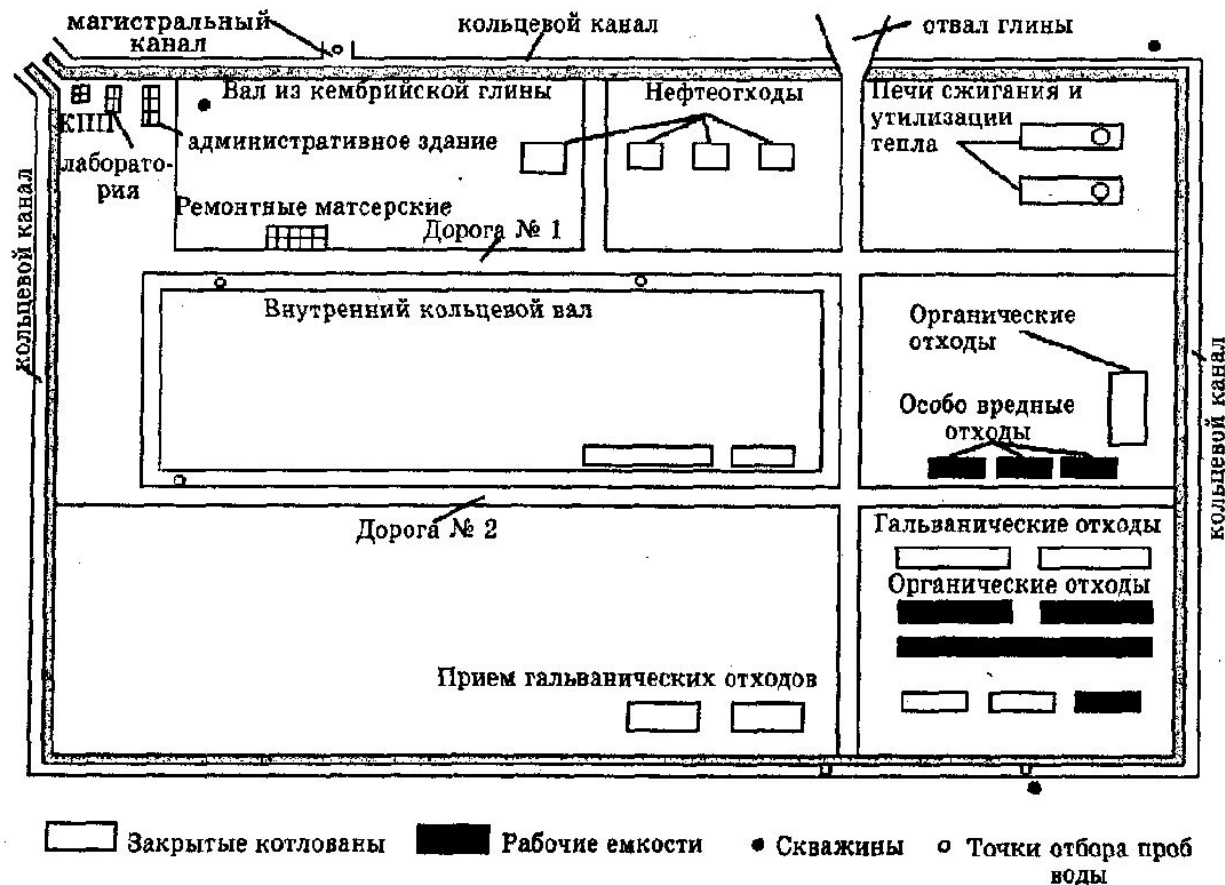 магистральный
канал
кольцевой канал
отвал глины
Вал из кембрийской глины
Нефтеотходы
Печи сжигания и
утилизации
тепла
КПП
административное здание
лаборато-
рия
Ремонтные матсерские
Дорога № 1
кольцевой канал
Внутренний кольцевой вал
Органические
отходы
Особо вредные
отходы
кольцевой канал
Дорога № 2
Гальванические отходы
Органические отходы
Прием гальванических отходов
Закрытые котлованы
Рабочие емкости
Скважины
Точки отбора проб
воды